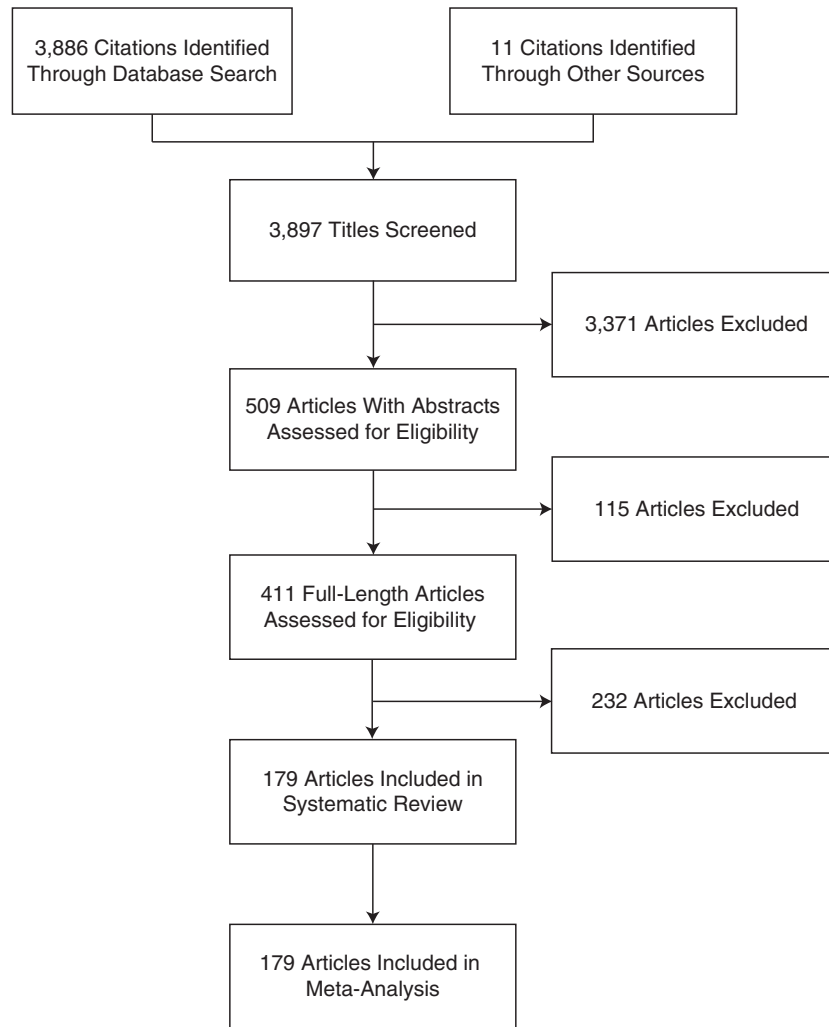 3,886 Citations Identified
Through Database Search
11 Citations Identified
Through Other Sources
3,897 Titles Screened
3,371 Articles Excluded
509 Articles With Abstracts
Assessed for Eligibility
115 Articles Excluded
411 Full-Length Articles
Assessed for Eligibility
232 Articles Excluded
179 Articles Included in
Systematic Review
179 Articles Included in
Meta-Analysis